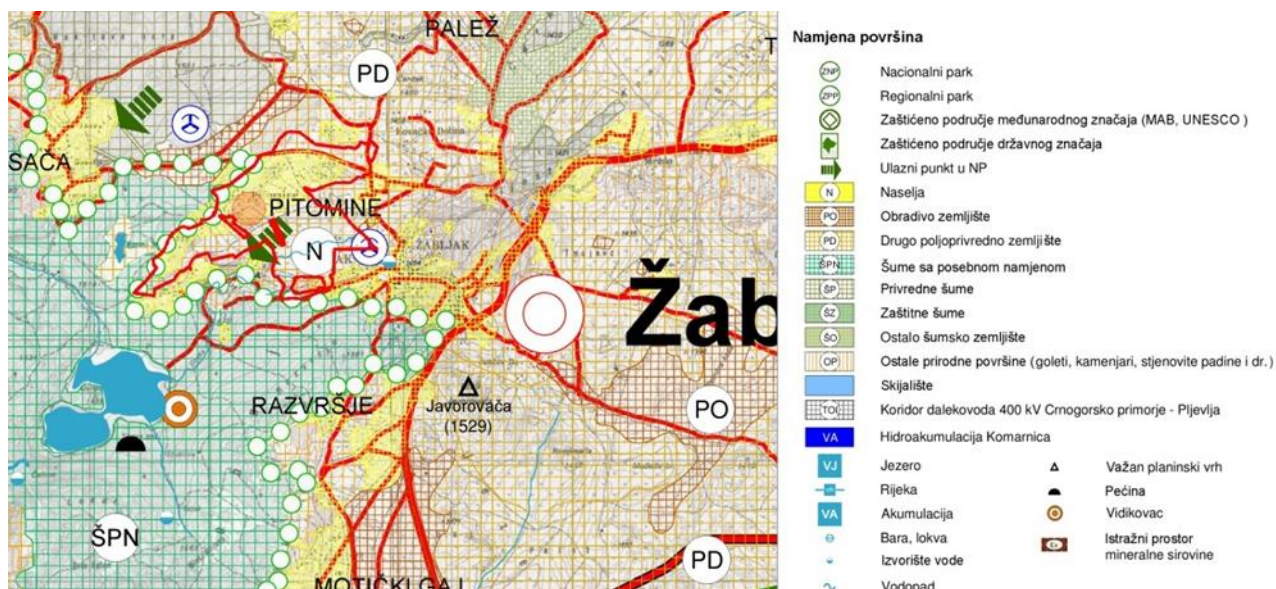 PALEŽ
PD
SAČA
PITOMINE
N
ŽABLJAK
Žab
RAZVRŠJE
Javorovača
(1529)
PO
ŠPN
PD
MOTIČKI GAJ
Namjena površina
ZNP Nacionalni park
ZPP Regionalni park
Zaštićeno područje međunarodnog značaja (MAB, UNESCO )
Zaštićeno područje državnog značaja
Ulazni punkt u NP
N Naselja
PO Obradivo zemljište
PD Drugo poljoprivredno zemljište
ŠPN Šume sa posebnom namjenom
ŠP Privredne šume
ŠZ Zaštitne šume
ŠO Ostalo šumsko zemljište
OP Ostale prirodne površine (goleti, kamenjari, stjenovite padine i dr.)
Skijalište
TOI Koridor dalekovoda 400 kV Crnogorsko primorje - Pljevlja
VA Hidroakumulacija Komarnica
VJ Jezero
Rijeka
VA Akumulacija
Bara, lokva
Izvorište vode
Vodopad
Važan planinski vrh
Pećina
Vidikovac
Ex Istražni prostor
mineralne sirovine